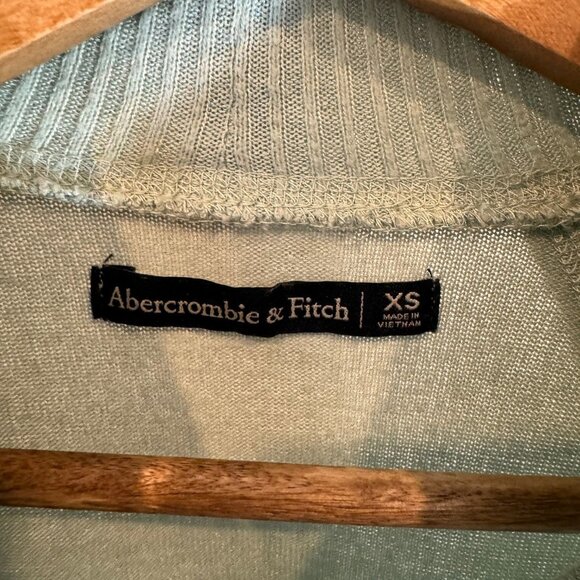 Abercrombie & Fitch | XS
MADE IN
VIETNAM